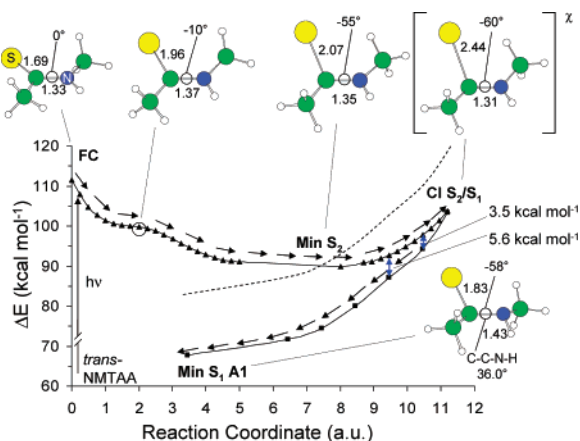 0°
-10°
-55°
-60°
χ
S
1.69
N
1.33
1.96
1.37
2.07
1.35
2.44
1.31
120
110
100
90
80
70
60
ΔE (kcal mol⁻¹)
FC
hν
trans-
NMTAA
Min S₂
CI S₂/S₁
3.5 kcal mol⁻¹
5.6 kcal mol⁻¹
Min S₁ A1
-58°
1.83
1.43
C-C-N-H
36.0°
0 1 2 3 4 5 6 7 8 9 10 11 12
Reaction Coordinate (a.u.)